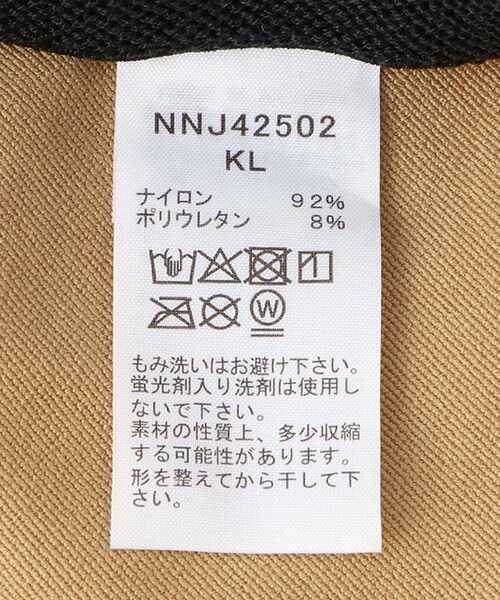 NNJ42502
KL
ナイロン 92%
ポリウレタン 8%
W
もみ洗いはお避け下さい。
蛍光剤入り洗剤は使用し
ないで下さい。
素材の性質上、多少収縮
する可能性があります。
形を整えてから干して下
さい。